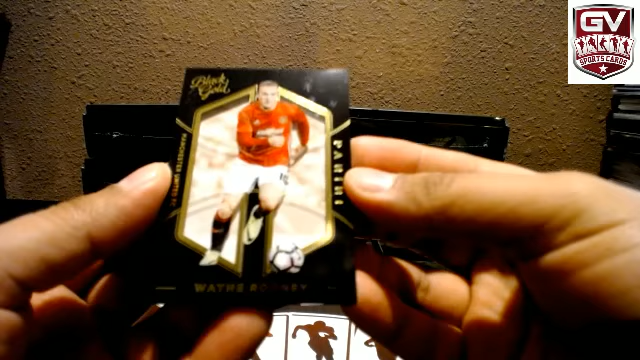 GV
SPORTS CARDS
Black
Gold
PANINI
WAYNE ROONEY